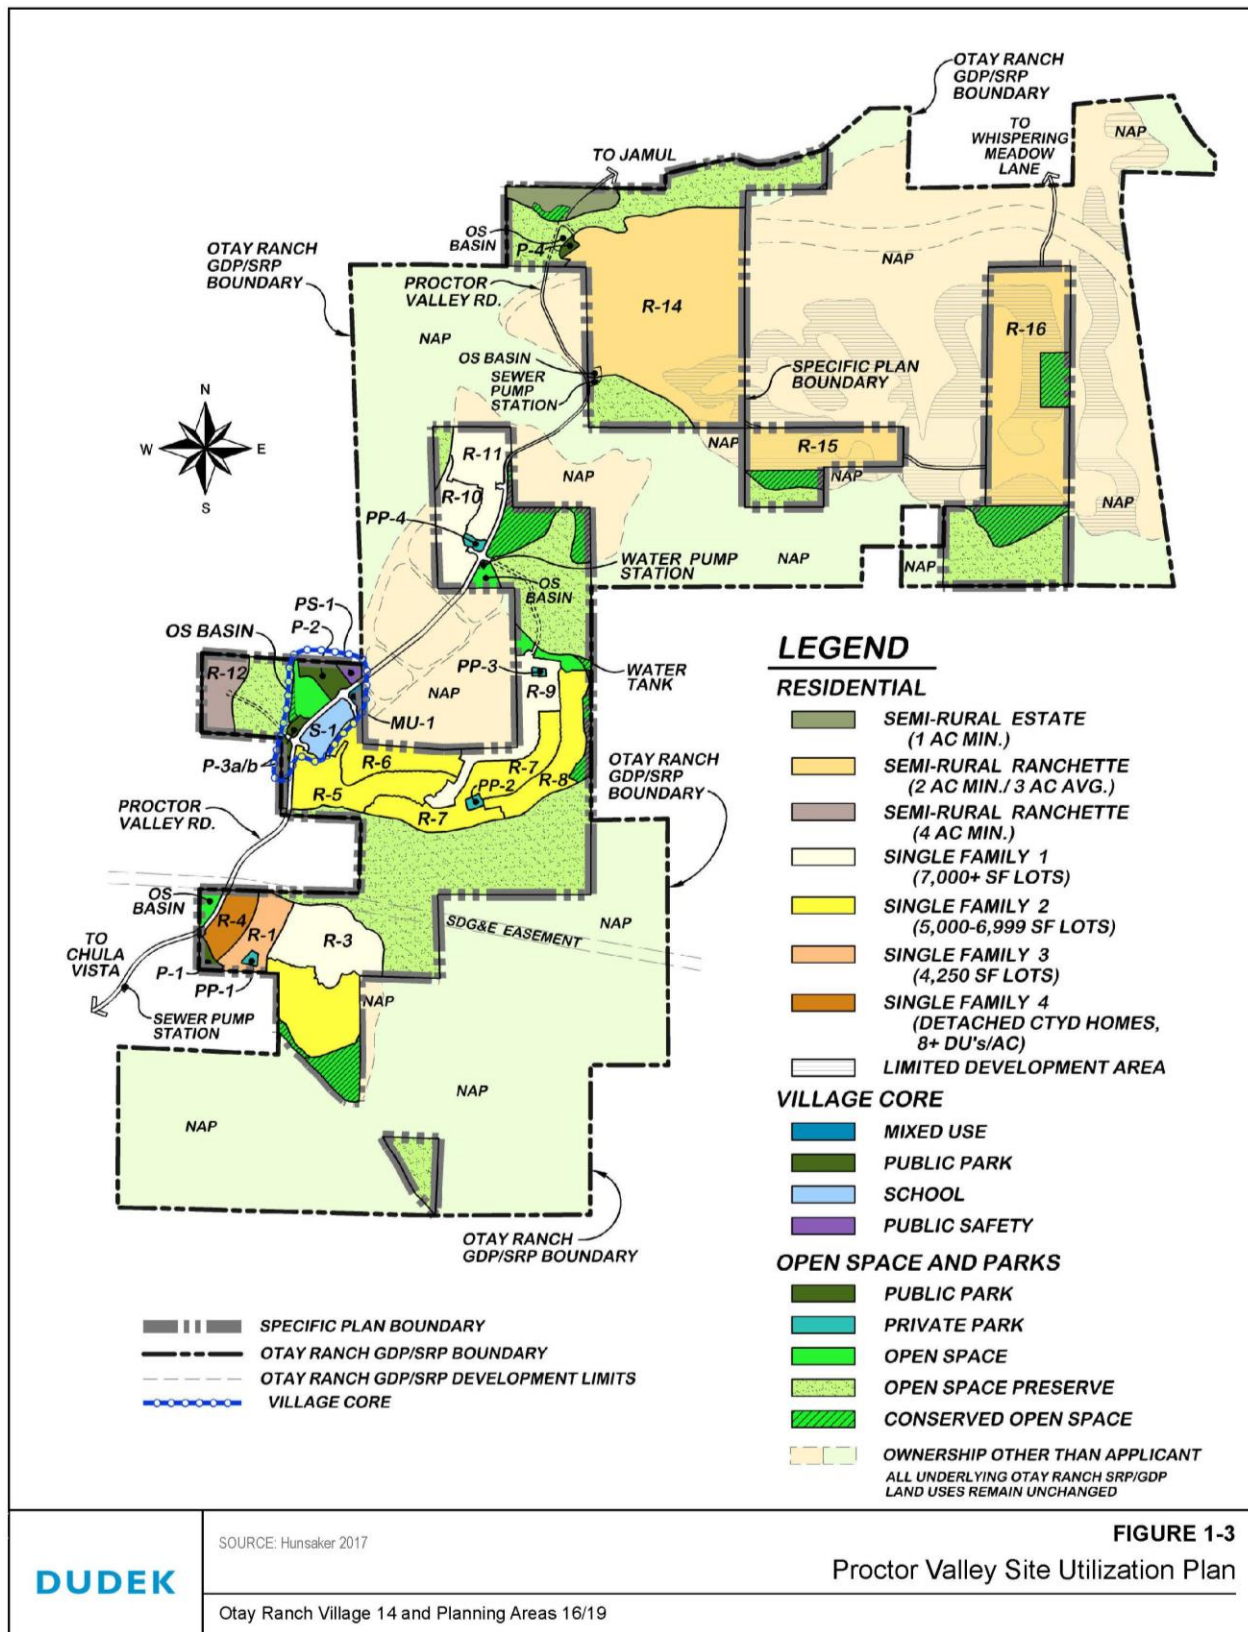 OTAY RANCH
GDP/SRP
BOUNDARY
TO
WHISPERING
MEADOW
LANE
NAP
TO JAMUL
OTAY RANCH
GDP/SRP
BOUNDARY
OS
BASIN
P-4
PROCTOR
VALLEY RD.
NAP
NAP
R-14
R-16
OS BASIN
SEWER
PUMP
STATION
SPECIFIC PLAN
BOUNDARY
N
W
E
S
R-11
NAP
R-15
NAP
NAP
R-10
NAP
PP-4
WATER PUMP
STATION
NAP
NAP
OS
BASIN
PS-1
P-2
OS BASIN
R-12
PP-3
WATER
TANK
NAP
R-9
S-1
MU-1
P-3a/b
R-6
R-7
R-8
R-5
PP-2
R-7
OTAY RANCH
GDP/SRP
BOUNDARY
PROCTOR
VALLEY RD.
OS
BASIN
R-4
R-1
R-3
NAP
SDG&E EASEMENT
TO
CHULA
VISTA
P-1
PP-1
NAP
SEWER PUMP
STATION
NAP
NAP
OTAY RANCH
GDP/SRP BOUNDARY
LEGEND
RESIDENTIAL
SEMI-RURAL ESTATE
(1 AC MIN.)
SEMI-RURAL RANCHETTE
(2 AC MIN./ 3 AC AVG.)
SEMI-RURAL RANCHETTE
(4 AC MIN.)
SINGLE FAMILY 1
(7,000+ SF LOTS)
SINGLE FAMILY 2
(5,000-6,999 SF LOTS)
SINGLE FAMILY 3
(4,250 SF LOTS)
SINGLE FAMILY 4
(DETACHED CTYD HOMES,
8+ DU's/AC)
LIMITED DEVELOPMENT AREA
VILLAGE CORE
MIXED USE
PUBLIC PARK
SCHOOL
PUBLIC SAFETY
OPEN SPACE AND PARKS
PUBLIC PARK
PRIVATE PARK
OPEN SPACE
OPEN SPACE PRESERVE
CONSERVED OPEN SPACE
OWNERSHIP OTHER THAN APPLICANT
ALL UNDERLYING OTAY RANCH SRP/GDP
LAND USES REMAIN UNCHANGED
SPECIFIC PLAN BOUNDARY
OTAY RANCH GDP/SRP BOUNDARY
OTAY RANCH GDP/SRP DEVELOPMENT LIMITS
VILLAGE CORE
DUDEK
SOURCE: Hunsaker 2017
FIGURE 1-3
Proctor Valley Site Utilization Plan
Otay Ranch Village 14 and Planning Areas 16/19